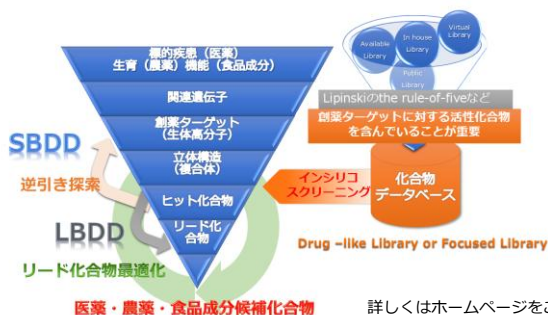 標的疾患（医薬）
生育（農薬）機能（食品成分）
関連遺伝子
創薬ターゲット
（生体高分子）
立体構造
（複合体）
ヒット化合物
リード化
合物
SBDD
逆引き探索
LBDD
リード化合物最適化
医薬・農薬・食品成分候補化合物
Available
Library
In house
Library
Virtual
Library
Public
Library
Lipinskiのthe rule-of-fiveなど
創薬ターゲットに対する活性化合物
を含んでいることが重要
インシリコ
スクリーニング
化合物
データベース
Drug –like Library or Focused Library
詳しくはホームページをご